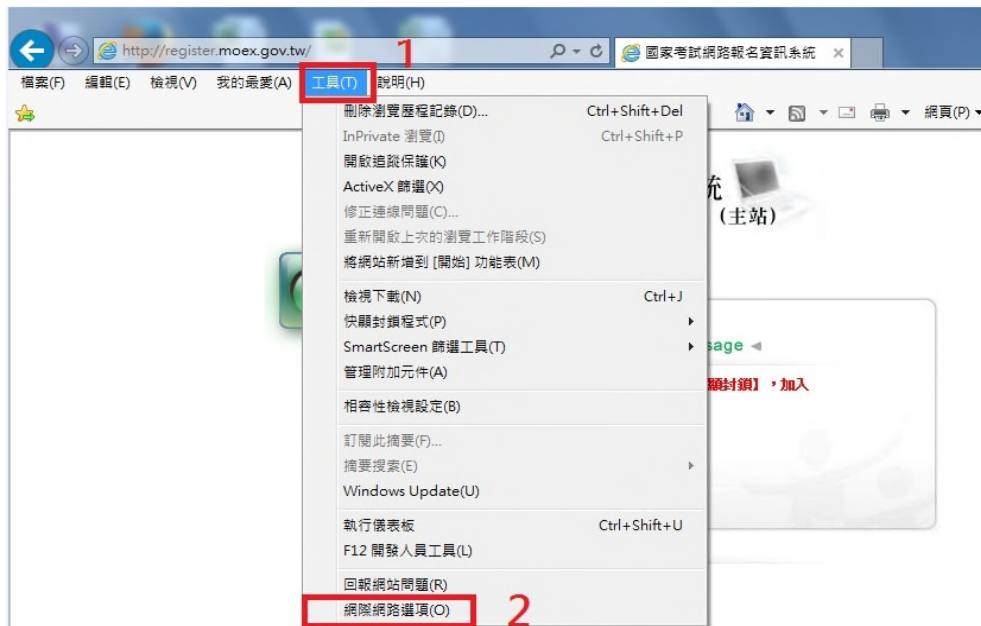 http://register.moex.gov.tw/
國家考試網路報名資訊系統
1
檔案(F) 編輯(E) 檢視(V) 我的最愛(A) 工具(T) 說明(H)
網頁(P)
刪除瀏覽歷程記錄(D)... Ctrl+Shift+Del
InPrivate 瀏覽(I) Ctrl+Shift+P
開啟追蹤保護(K)
ActiveX 篩選(X)
修正連線問題(C)...
重新開啟上次的瀏覽工作階段(S)
將網站新增到 [開始] 功能表(M)
統
(主站)
檢視下載(N) Ctrl+J
快顯封鎖程式(P)
SmartScreen 篩選工具(T)
sage
管理附加元件(A)
顯封鎖】，加入
相容性檢視設定(B)
訂閱此摘要(F)...
摘要搜索(E)
Windows Update(U)
執行儀表板 Ctrl+Shift+U
F12 開發人員工具(L)
回報網站問題(R)
網際網路選項(O)
2